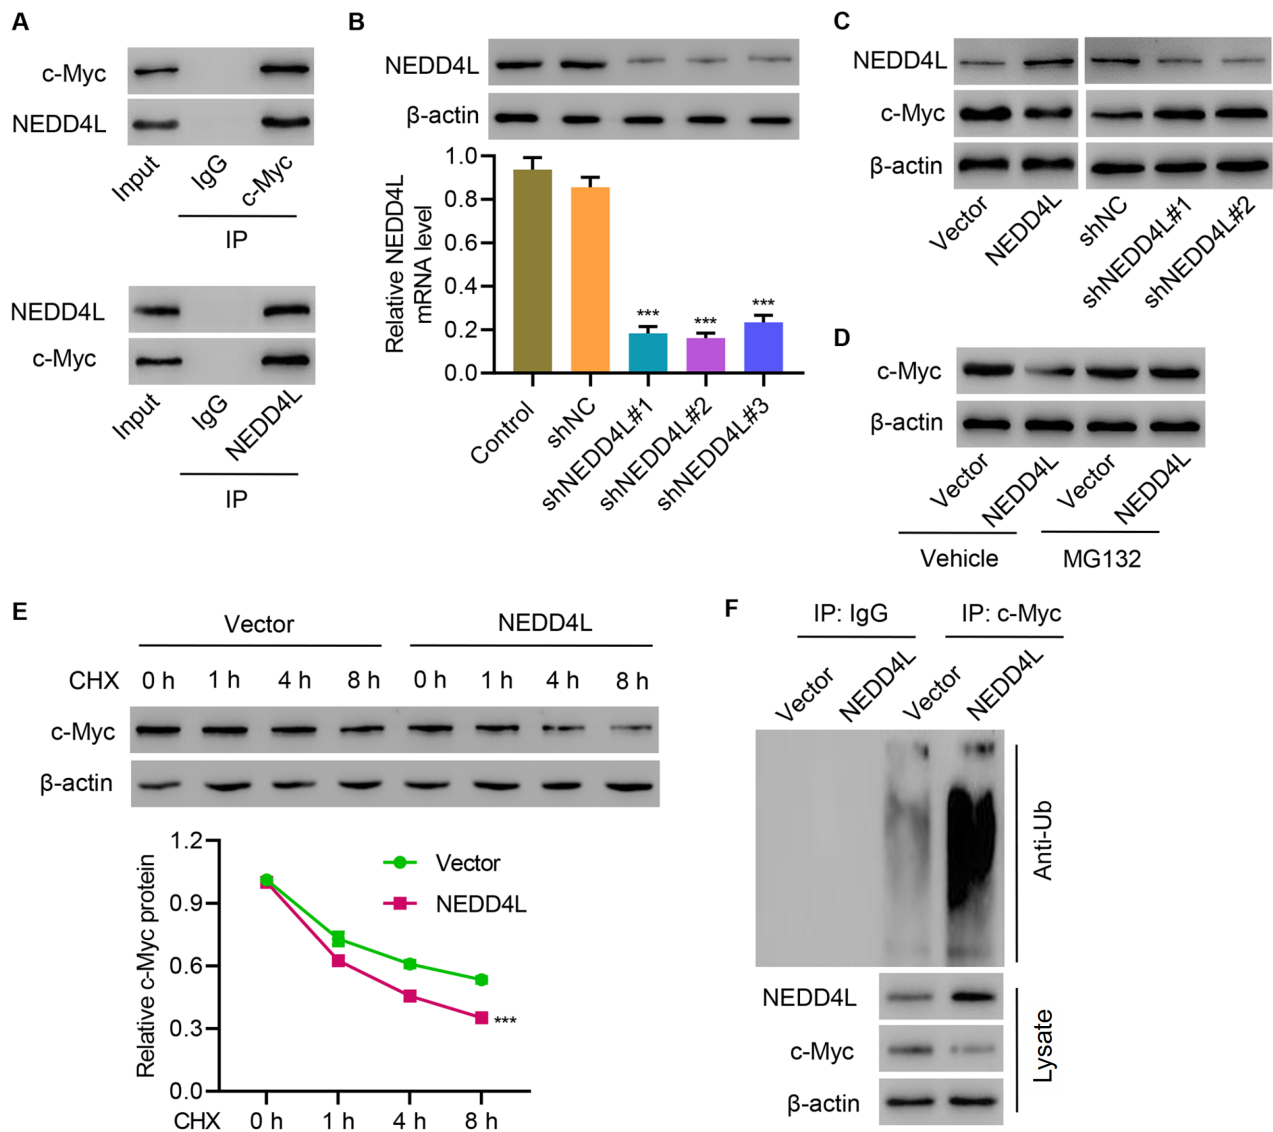 A
c-Myc
NEDD4L
Input
IgG
c-Myc
IP
NEDD4L
c-Myc
Input
IgG
NEDD4L
IP
B
NEDD4L
β-actin
Relative NEDD4L
mRNA level
1.0
0.8
0.6
0.4
0.2
0.0
***
***
***
Control
shNC
shNEDD4L#1
shNEDD4L#2
shNEDD4L#3
C
NEDD4L
c-Myc
β-actin
Vector
NEDD4L
shNC
shNEDD4L#1
shNEDD4L#2
D
c-Myc
β-actin
Vector
NEDD4L
Vector
NEDD4L
Vehicle
MG132
E
Vector
NEDD4L
CHX 0 h 1 h 4 h 8 h 0 h 1 h 4 h 8 h
c-Myc
β-actin
Relative c-Myc protein
1.2
0.9
0.6
0.3
0.0
Vector
NEDD4L
***
CHX 0 h 1 h 4 h 8 h
F
IP: IgG
IP: c-Myc
Vector
NEDD4L
Vector
NEDD4L
Anti-Ub
NEDD4L
c-Myc
β-actin
Lysate